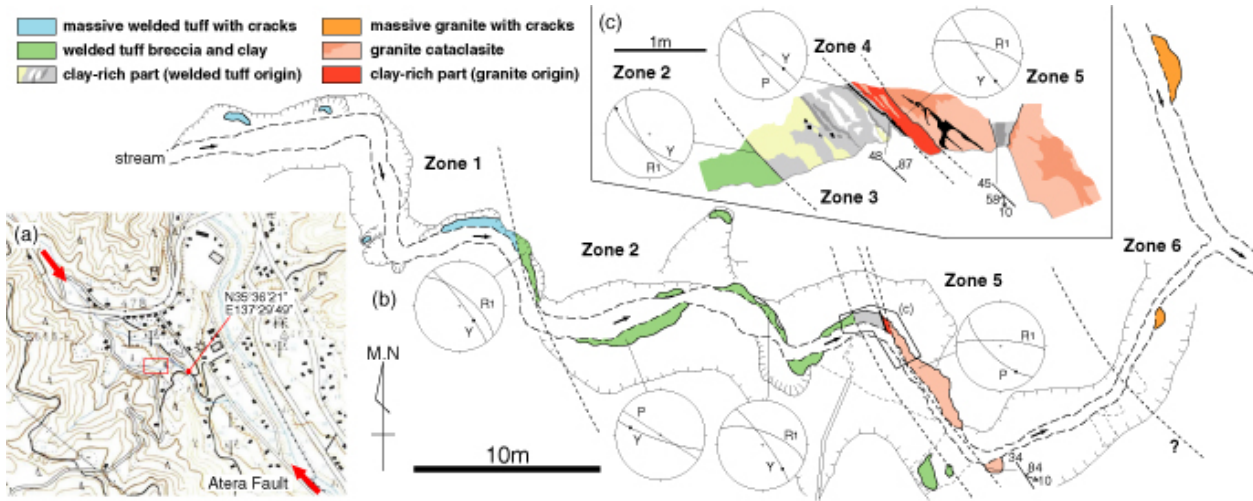 massive welded tuff with cracks
welded tuff breccia and clay
clay-rich part (welded tuff origin)
massive granite with cracks
granite cataclasite
clay-rich part (granite origin)
(c)
1m
Zone 2
Zone 4
Zone 5
Zone 3
Y
P
R1
Y
Y
R1
48
87
45
58
10
stream
Zone 1
Zone 2
Zone 5
Zone 6
(c)
(a)
N35°36'21"
E137°29'49"
Atera Fault
(b)
M.N
10m
R1
Y
P
Y
R1
Y
R1
P
34
84
10
?